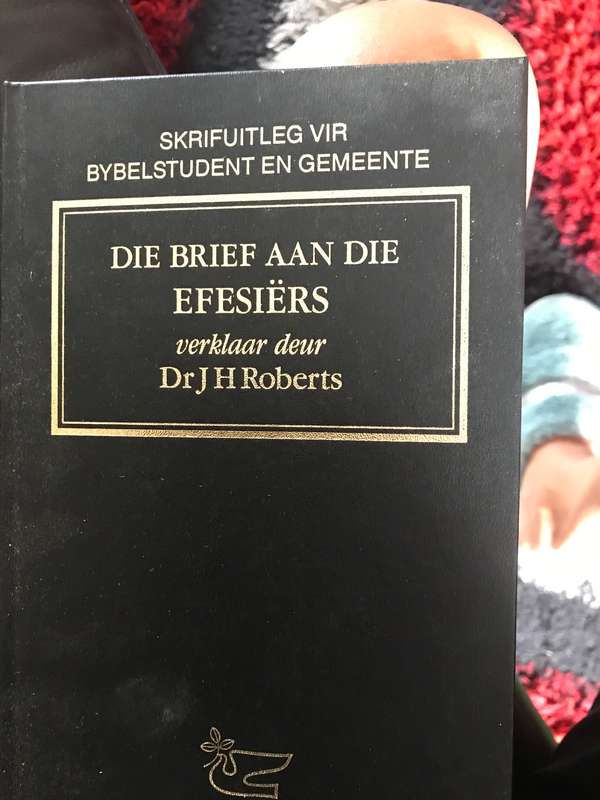 SKRIFUITLEG VIR
BYBELSTUDENT EN GEMEENTE
DIE BRIEF AAN DIE
EFESIËRS
verklaar deur
Dr J H Roberts